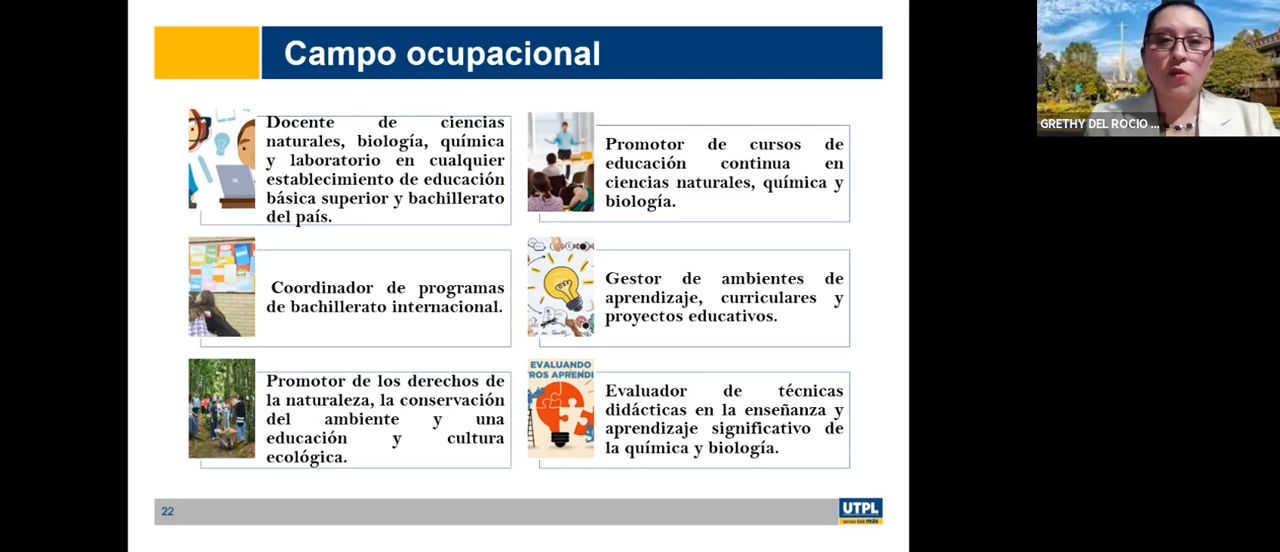 Campo ocupacional
Docente de ciencias
naturales, biología, química
y laboratorio en cualquier
establecimiento de educación
básica superior y bachillerato
del país.
Promotor de cursos de
educación continua en
ciencias naturales, química y
biología.
Coordinador de programas
de bachillerato internacional.
Gestor de ambientes de
aprendizaje, curriculares y
proyectos educativos.
Promotor de los derechos de
la naturaleza, la conservación
del ambiente y una
educación y cultura
ecológica.
EVALUANDO
Evaluador de técnicas
didácticas en la enseñanza y
aprendizaje significativo de
la química y biología.
22
UTPL
GRETHY DEL ROCIO ...